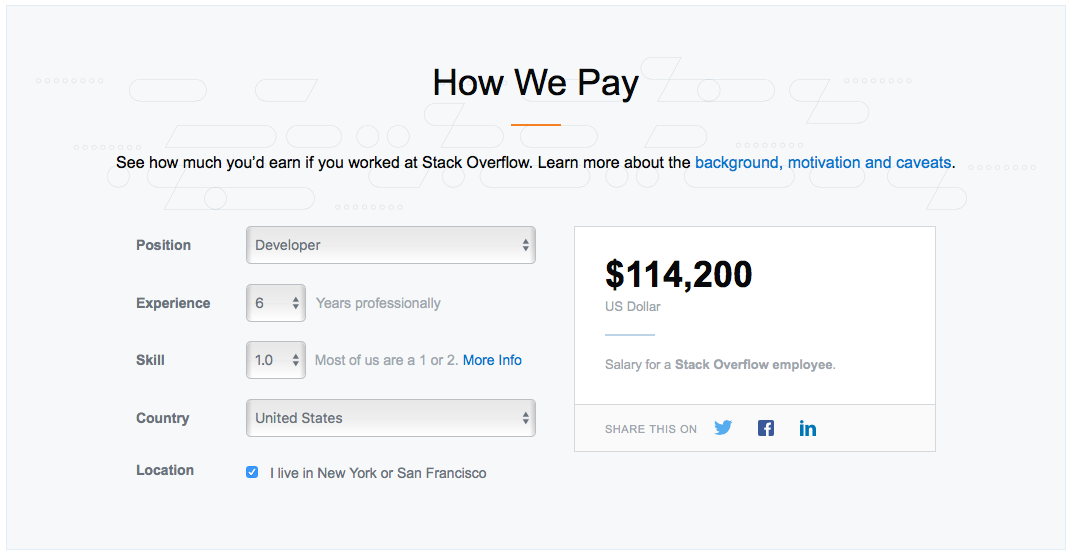 How We Pay
See how much you’d earn if you worked at Stack Overflow. Learn more about the background, motivation and caveats.
Position Developer
Experience 6 Years professionally
Skill 1.0 Most of us are a 1 or 2. More Info
Country United States
Location I live in New York or San Francisco
$114,200
US Dollar
Salary for a Stack Overflow employee.
SHARE THIS ON